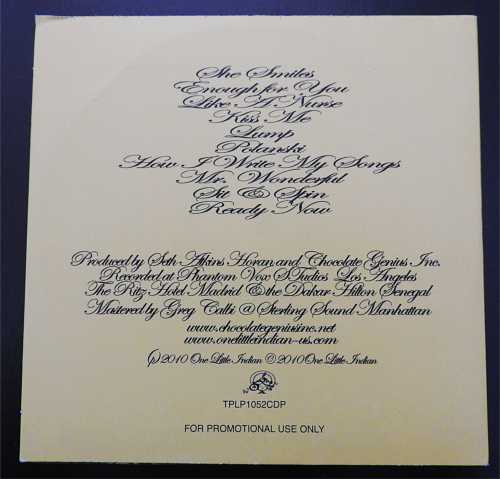 She Smiles
Enough for You
Like A Nurse
Kiss Me
Lump
Polanski
How I Write My Songs
Mr. Wonderful
Sit & Spin
Ready Now
Produced by Seth Atkins Horan and Chocolate Genius Inc.
Recorded at Phantom Vox STudios Los Angeles
The Ritz Hotel Madrid & the Dakar Hilton Senegal
Mastered by Greg Calbi @ Sterling Sound Manhattan
www.chocolategeniusinc.net
www.onelittleindian-us.com
(p) 2010 One Little Indian © 2010 One Little Indian
TPLP1052CDP
FOR PROMOTIONAL USE ONLY